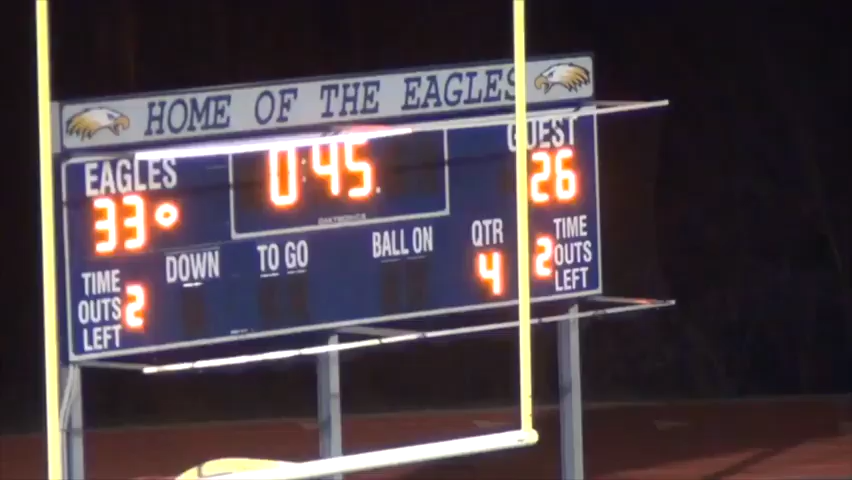 HOME OF THE EAGLES
EAGLES
0:45
GUEST
33
26
DAKTRONICS
DOWN
TO GO
BALL ON
QTR
4
TIME
OUTS 2
LEFT
2 TIME
OUTS
LEFT